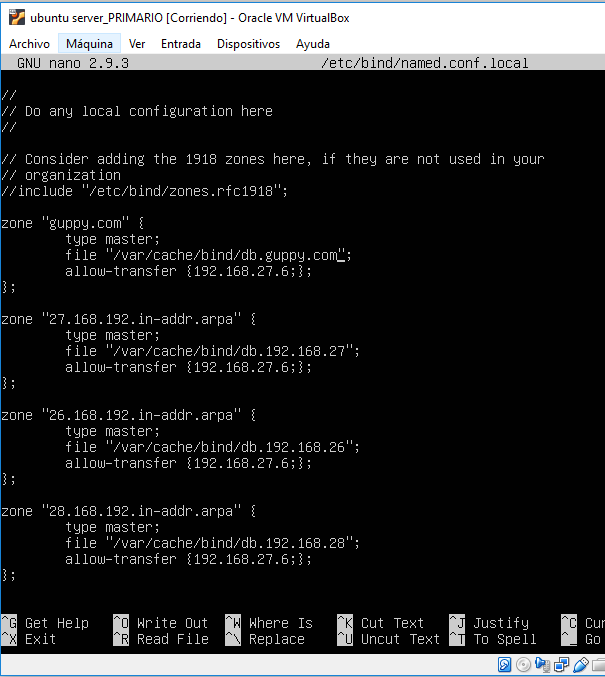 ubuntu server_PRIMARIO [Corriendo] - Oracle VM VirtualBox
Archivo Máquina Ver Entrada Dispositivos Ayuda
GNU nano 2.9.3 /etc/bind/named.conf.local
//
// Do any local configuration here
//
// Consider adding the 1918 zones here, if they are not used in your
// organization
//include "/etc/bind/zones.rfc1918";
zone "guppy.com" {
type master;
file "/var/cache/bind/db.guppy.com";
allow-transfer {192.168.27.6;};
};
zone "27.168.192.in-addr.arpa" {
type master;
file "/var/cache/bind/db.192.168.27";
allow-transfer {192.168.27.6;};
};
zone "26.168.192.in-addr.arpa" {
type master;
file "/var/cache/bind/db.192.168.26";
allow-transfer {192.168.27.6;};
};
zone "28.168.192.in-addr.arpa" {
type master;
file "/var/cache/bind/db.192.168.28";
allow-transfer {192.168.27.6;};
};
^G Get Help ^O Write Out ^W Where Is ^K Cut Text ^J Justify ^C Cur
^X Exit ^R Read File ^\ Replace ^U Uncut Text ^T To Spell ^_ Go